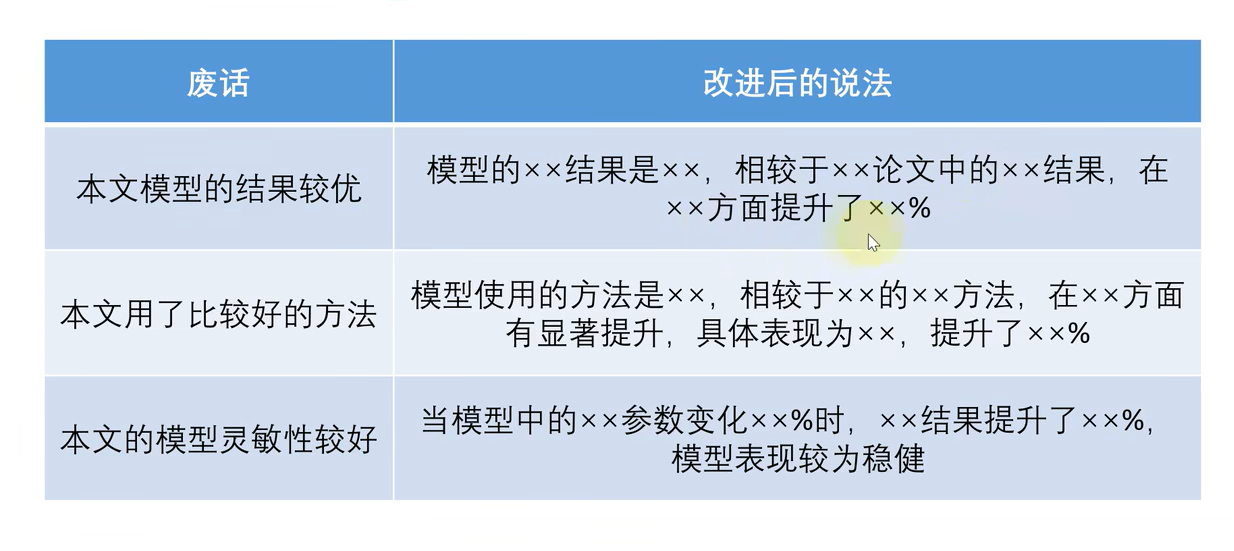 废话
改进后的说法
本文模型的结果较优
模型的××结果是××，相较于××论文中的××结果，在
××方面提升了××%
本文用了比较好的方法
模型使用的方法是××，相较于××的××方法，在××方面
有显著提升，具体表现为××，提升了××%
本文的模型灵敏性较好
当模型中的××参数变化××%时，××结果提升了××%，
模型表现较为稳健